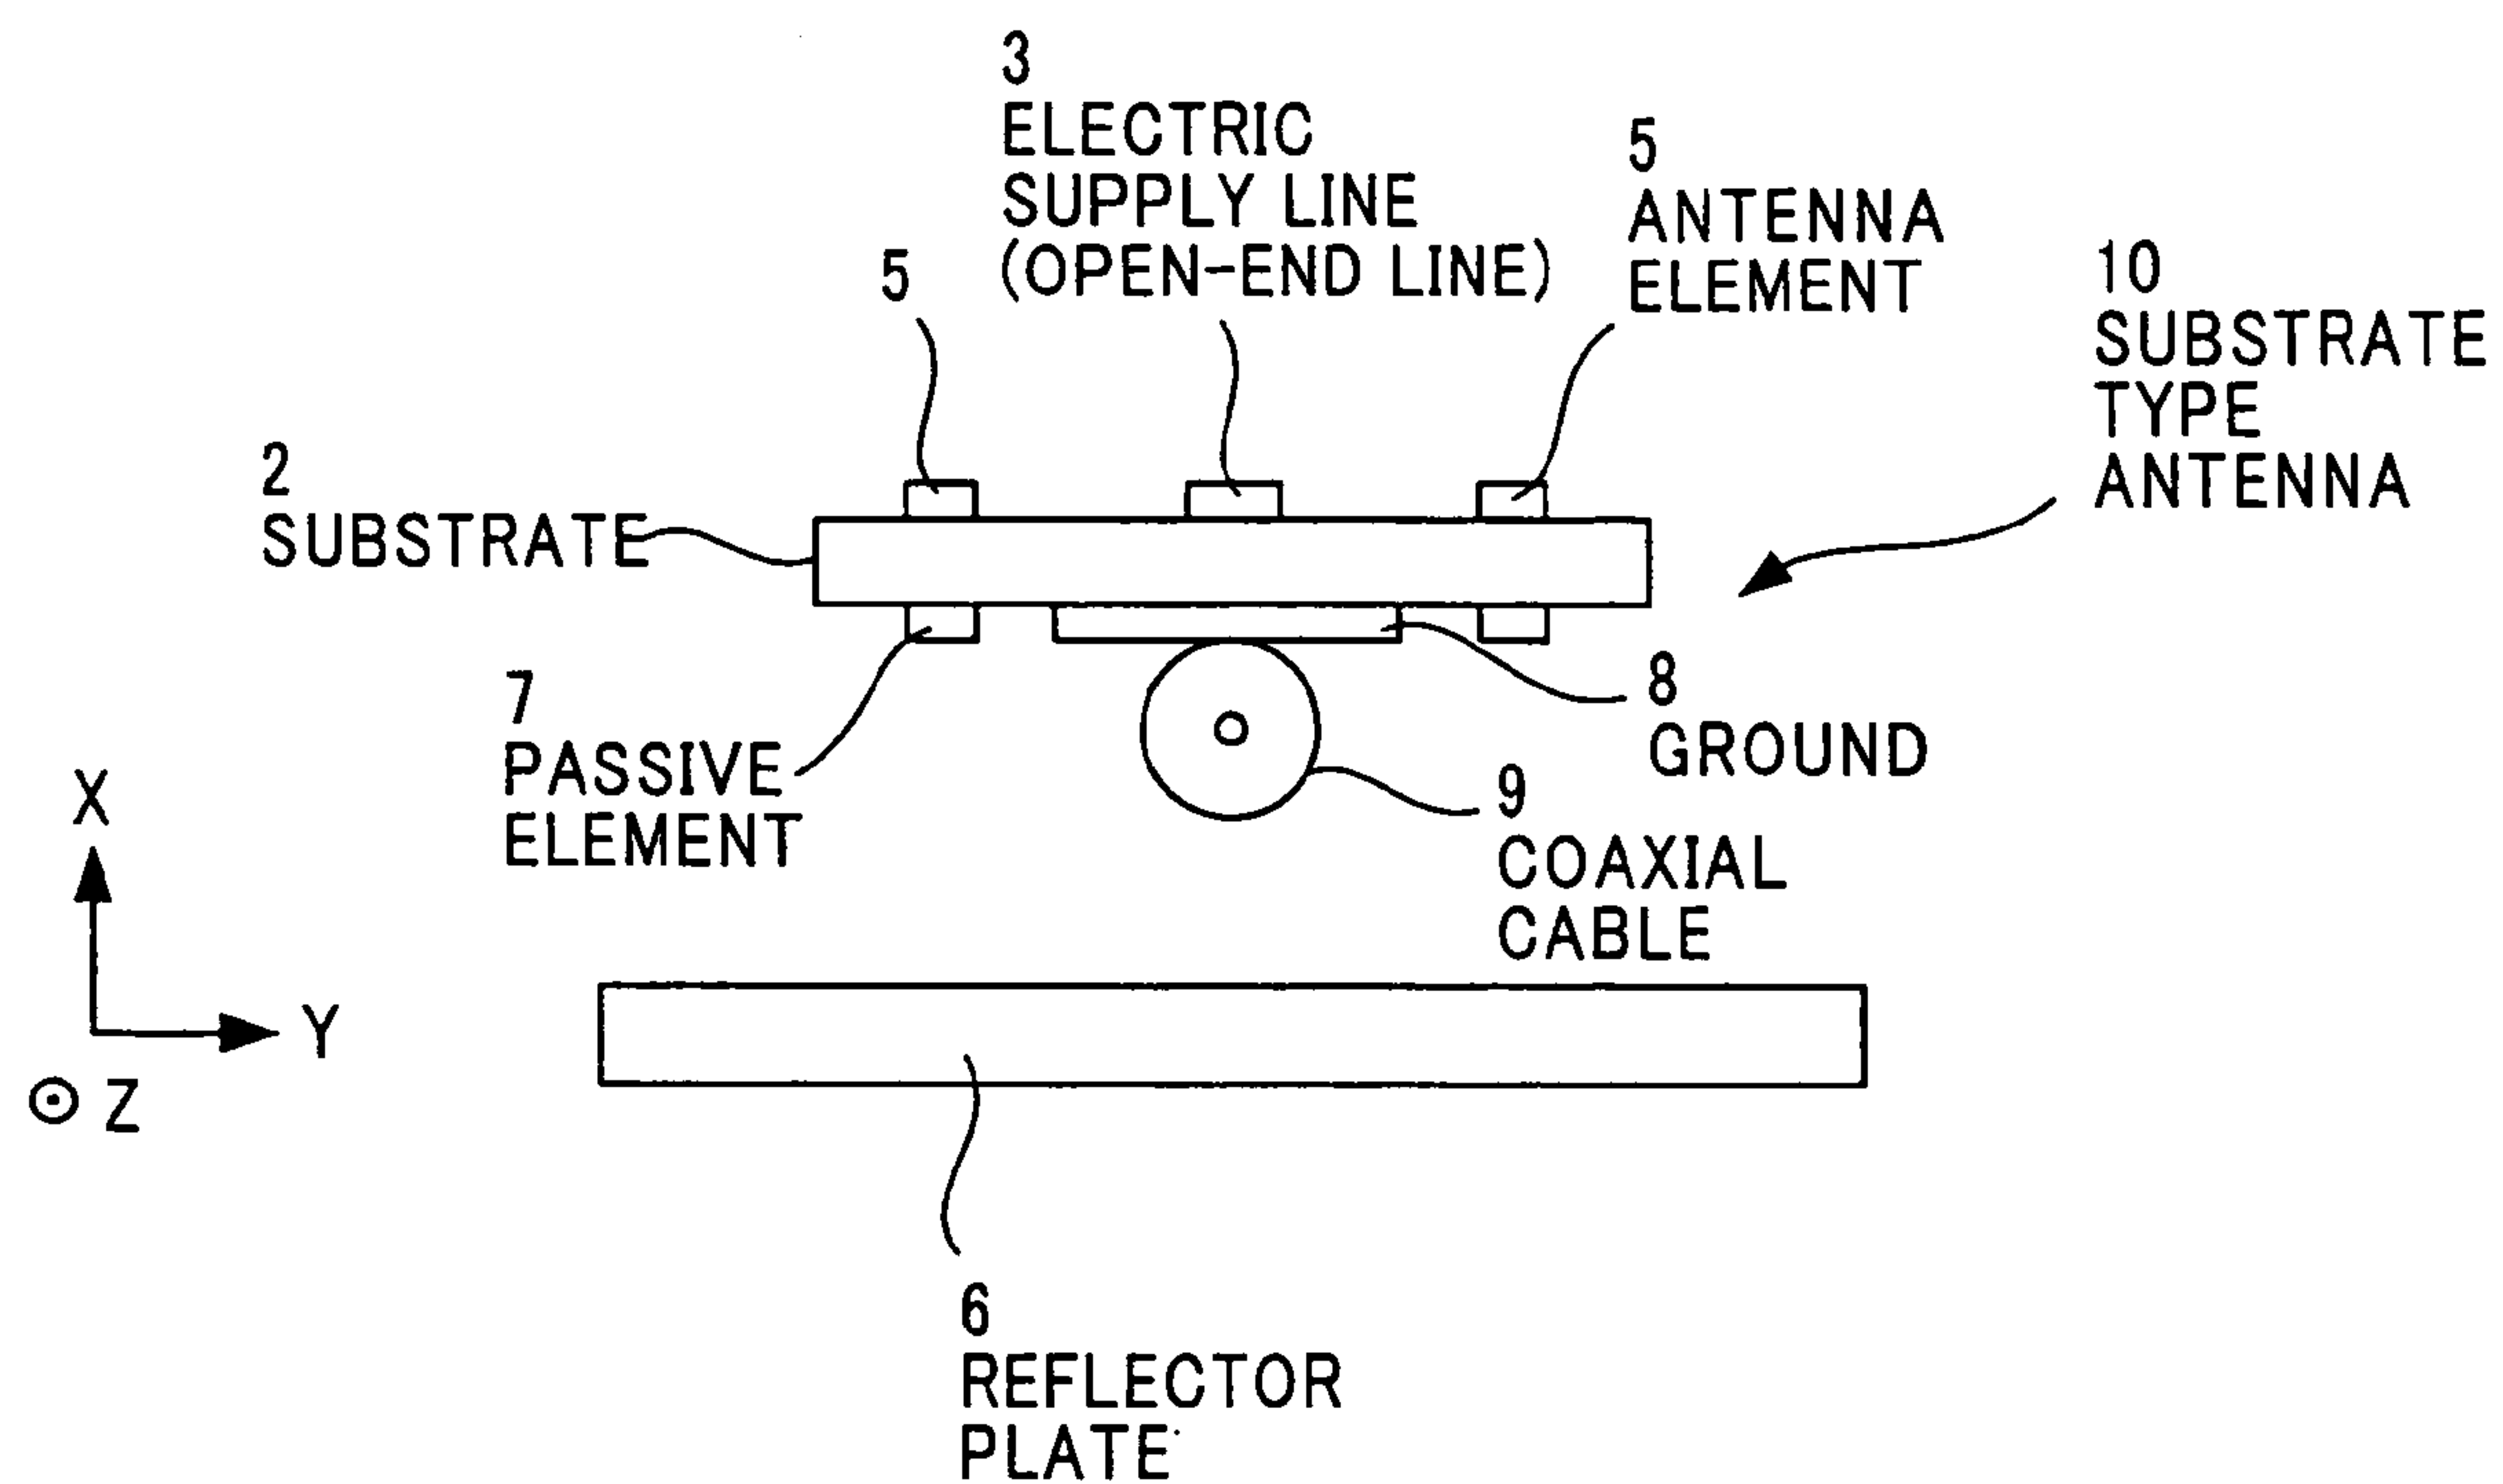 3
ELECTRIC
SUPPLY LINE
(OPEN-END LINE)
5
ANTENNA
ELEMENT
5
10
SUBSTRATE
TYPE
ANTENNA
2
SUBSTRATE
7
PASSIVE
ELEMENT
8
GROUND
9
COAXIAL
CABLE
X
Y
Z
6
REFLECTOR
PLATE